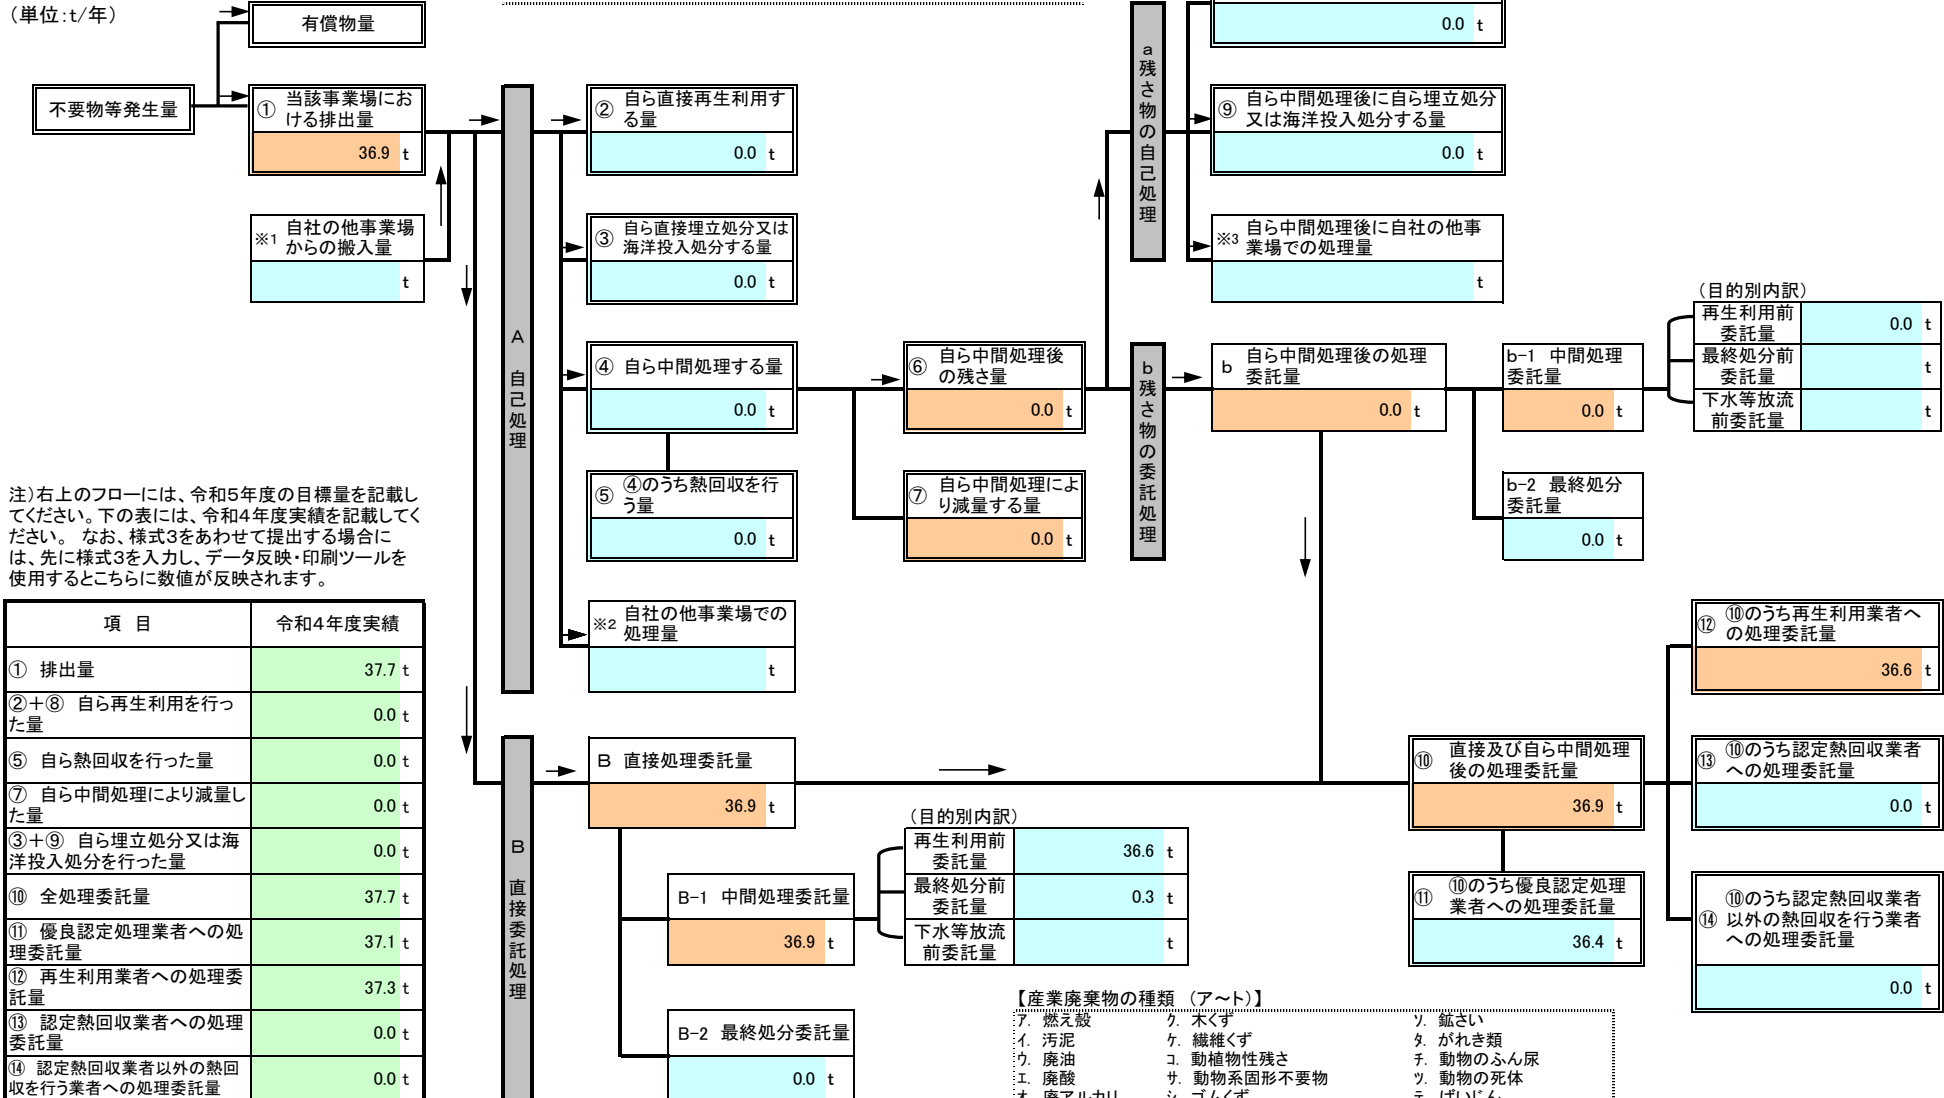 （単位：t/年）
有償物量
不要物等発生量
① 当該事業場にお
ける排出量
36.9 t
※1 自社の他事業場
からの搬入量
t
A 自己処理
② 自ら直接再生利用す
る量
0.0 t
③ 自ら直接埋立処分又は
海洋投入処分する量
0.0 t
④ 自ら中間処理する量
0.0 t
⑤ ④のうち熱回収を行
う量
0.0 t
※2 自社の他事業場での
処理量
t
⑥ 自ら中間処理後
の残さ量
0.0 t
⑦ 自ら中間処理によ
り減量する量
0.0 t
a 残さ物の自己処理
0.0 t
⑨ 自ら中間処理後に自ら埋立処分
又は海洋投入処分する量
0.0 t
※3 自ら中間処理後に自社の他事
業場での処理量
t
b 残さ物の委託処理
b 自ら中間処理後の処理
委託量
0.0 t
b-1 中間処理
委託量
0.0 t
b-2 最終処分
委託量
0.0 t
（目的別内訳）
再生利用前
委託量
0.0 t
最終処分前
委託量
t
下水等放流
前委託量
t
注）右上のフローには、令和５年度の目標量を記載し
てください。下の表には、令和４年度実績を記載してく
ださい。 なお、様式３をあわせて提出する場合に
は、先に様式３を入力し、データ反映・印刷ツールを
使用するとこちらに数値が反映されます。
項 目 令和４年度実績
① 排出量 37.7 t
②＋⑧ 自ら再生利用を行っ
た量 0.0 t
⑤ 自ら熱回収を行った量 0.0 t
⑦ 自ら中間処理により減量し
た量 0.0 t
③＋⑨ 自ら埋立処分又は海
洋投入処分を行った量 0.0 t
⑩ 全処理委託量 37.7 t
⑪ 優良認定処理業者への処
理委託量 37.1 t
⑫ 再生利用業者への処理委
託量 37.3 t
⑬ 認定熱回収業者への処理
委託量 0.0 t
⑭ 認定熱回収業者以外の熱回
収を行う業者への処理委託量 0.0 t
B 直接委託処理
B 直接処理委託量
36.9 t
B-1 中間処理委託量
36.9 t
B-2 最終処分委託量
0.0 t
（目的別内訳）
再生利用前
委託量
36.6 t
最終処分前
委託量
0.3 t
下水等放流
前委託量
t
⑩ 直接及び自ら中間処理
後の処理委託量
36.9 t
⑪ ⑩のうち優良認定処理
業者への処理委託量
36.4 t
⑫ ⑩のうち再生利用業者へ
の処理委託量
36.6 t
⑬ ⑩のうち認定熱回収業者
への処理委託量
0.0 t
⑭ ⑩のうち認定熱回収業者
以外の熱回収を行う業者
への処理委託量
0.0 t
【産業廃棄物の種類 （ア～ト）】
ア. 燃え殻 ク. 木くず ソ. 鉱さい
イ. 汚泥 ケ. 繊維くず タ. がれき類
ウ. 廃油 コ. 動植物性残さ チ. 動物のふん尿
エ. 廃酸 サ. 動物系固形不要物 ツ. 動物の死体
オ. 廃アルカリ シ. ゴムくず テ. ばいじん